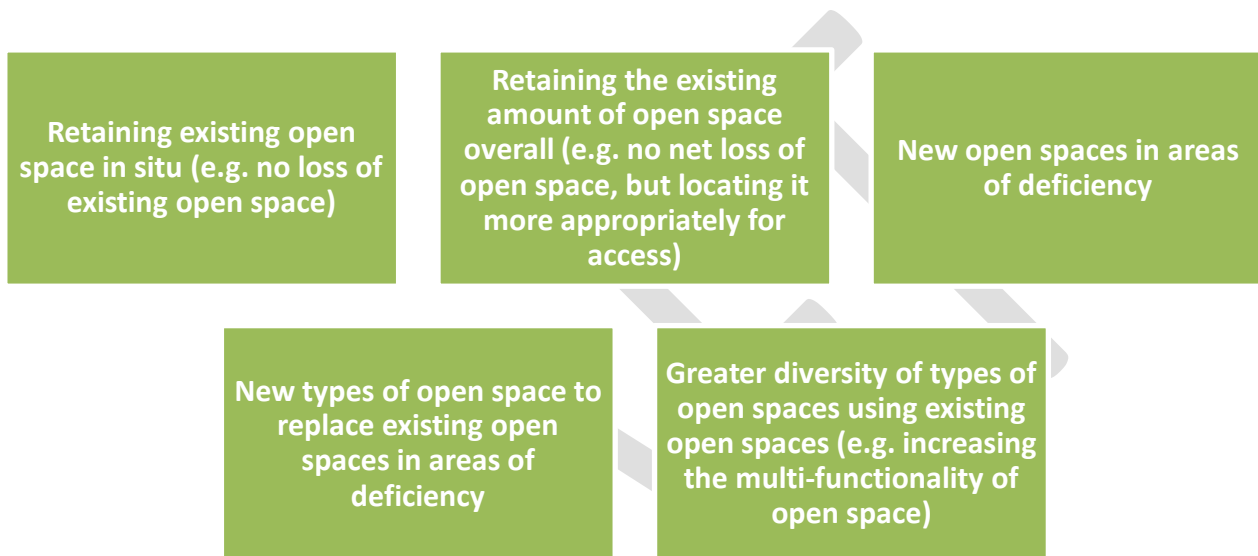 Retaining existing open
space in situ (e.g. no loss of
existing open space)
Retaining the existing
amount of open space
overall (e.g. no net loss of
open space, but locating it
more appropriately for
access)
New open spaces in areas
of deficiency
New types of open space to
replace existing open
spaces in areas of
deficiency
Greater diversity of types of
open spaces using existing
open spaces (e.g. increasing
the multi-functionality of
open space)